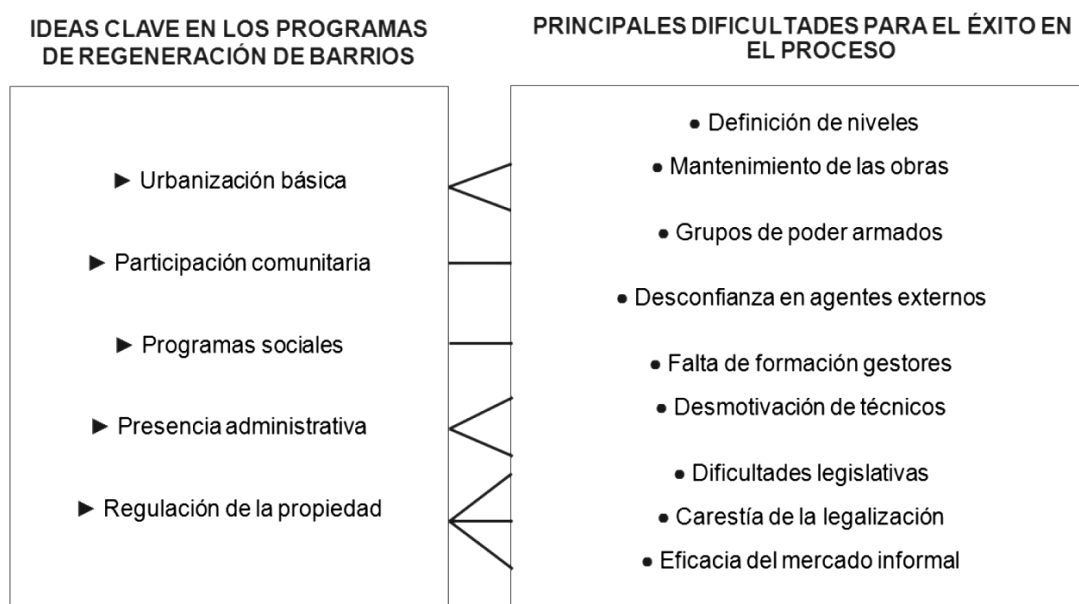 IDEAS CLAVE EN LOS PROGRAMAS
DE REGENERACIÓN DE BARRIOS
► Urbanización básica
► Participación comunitaria
► Programas sociales
► Presencia administrativa
► Regulación de la propiedad
PRINCIPALES DIFICULTADES PARA EL ÉXITO EN
EL PROCESO
● Definición de niveles
● Mantenimiento de las obras
● Grupos de poder armados
● Desconfianza en agentes externos
● Falta de formación gestores
● Desmotivación de técnicos
● Dificultades legislativas
● Carestía de la legalización
● Eficacia del mercado informal